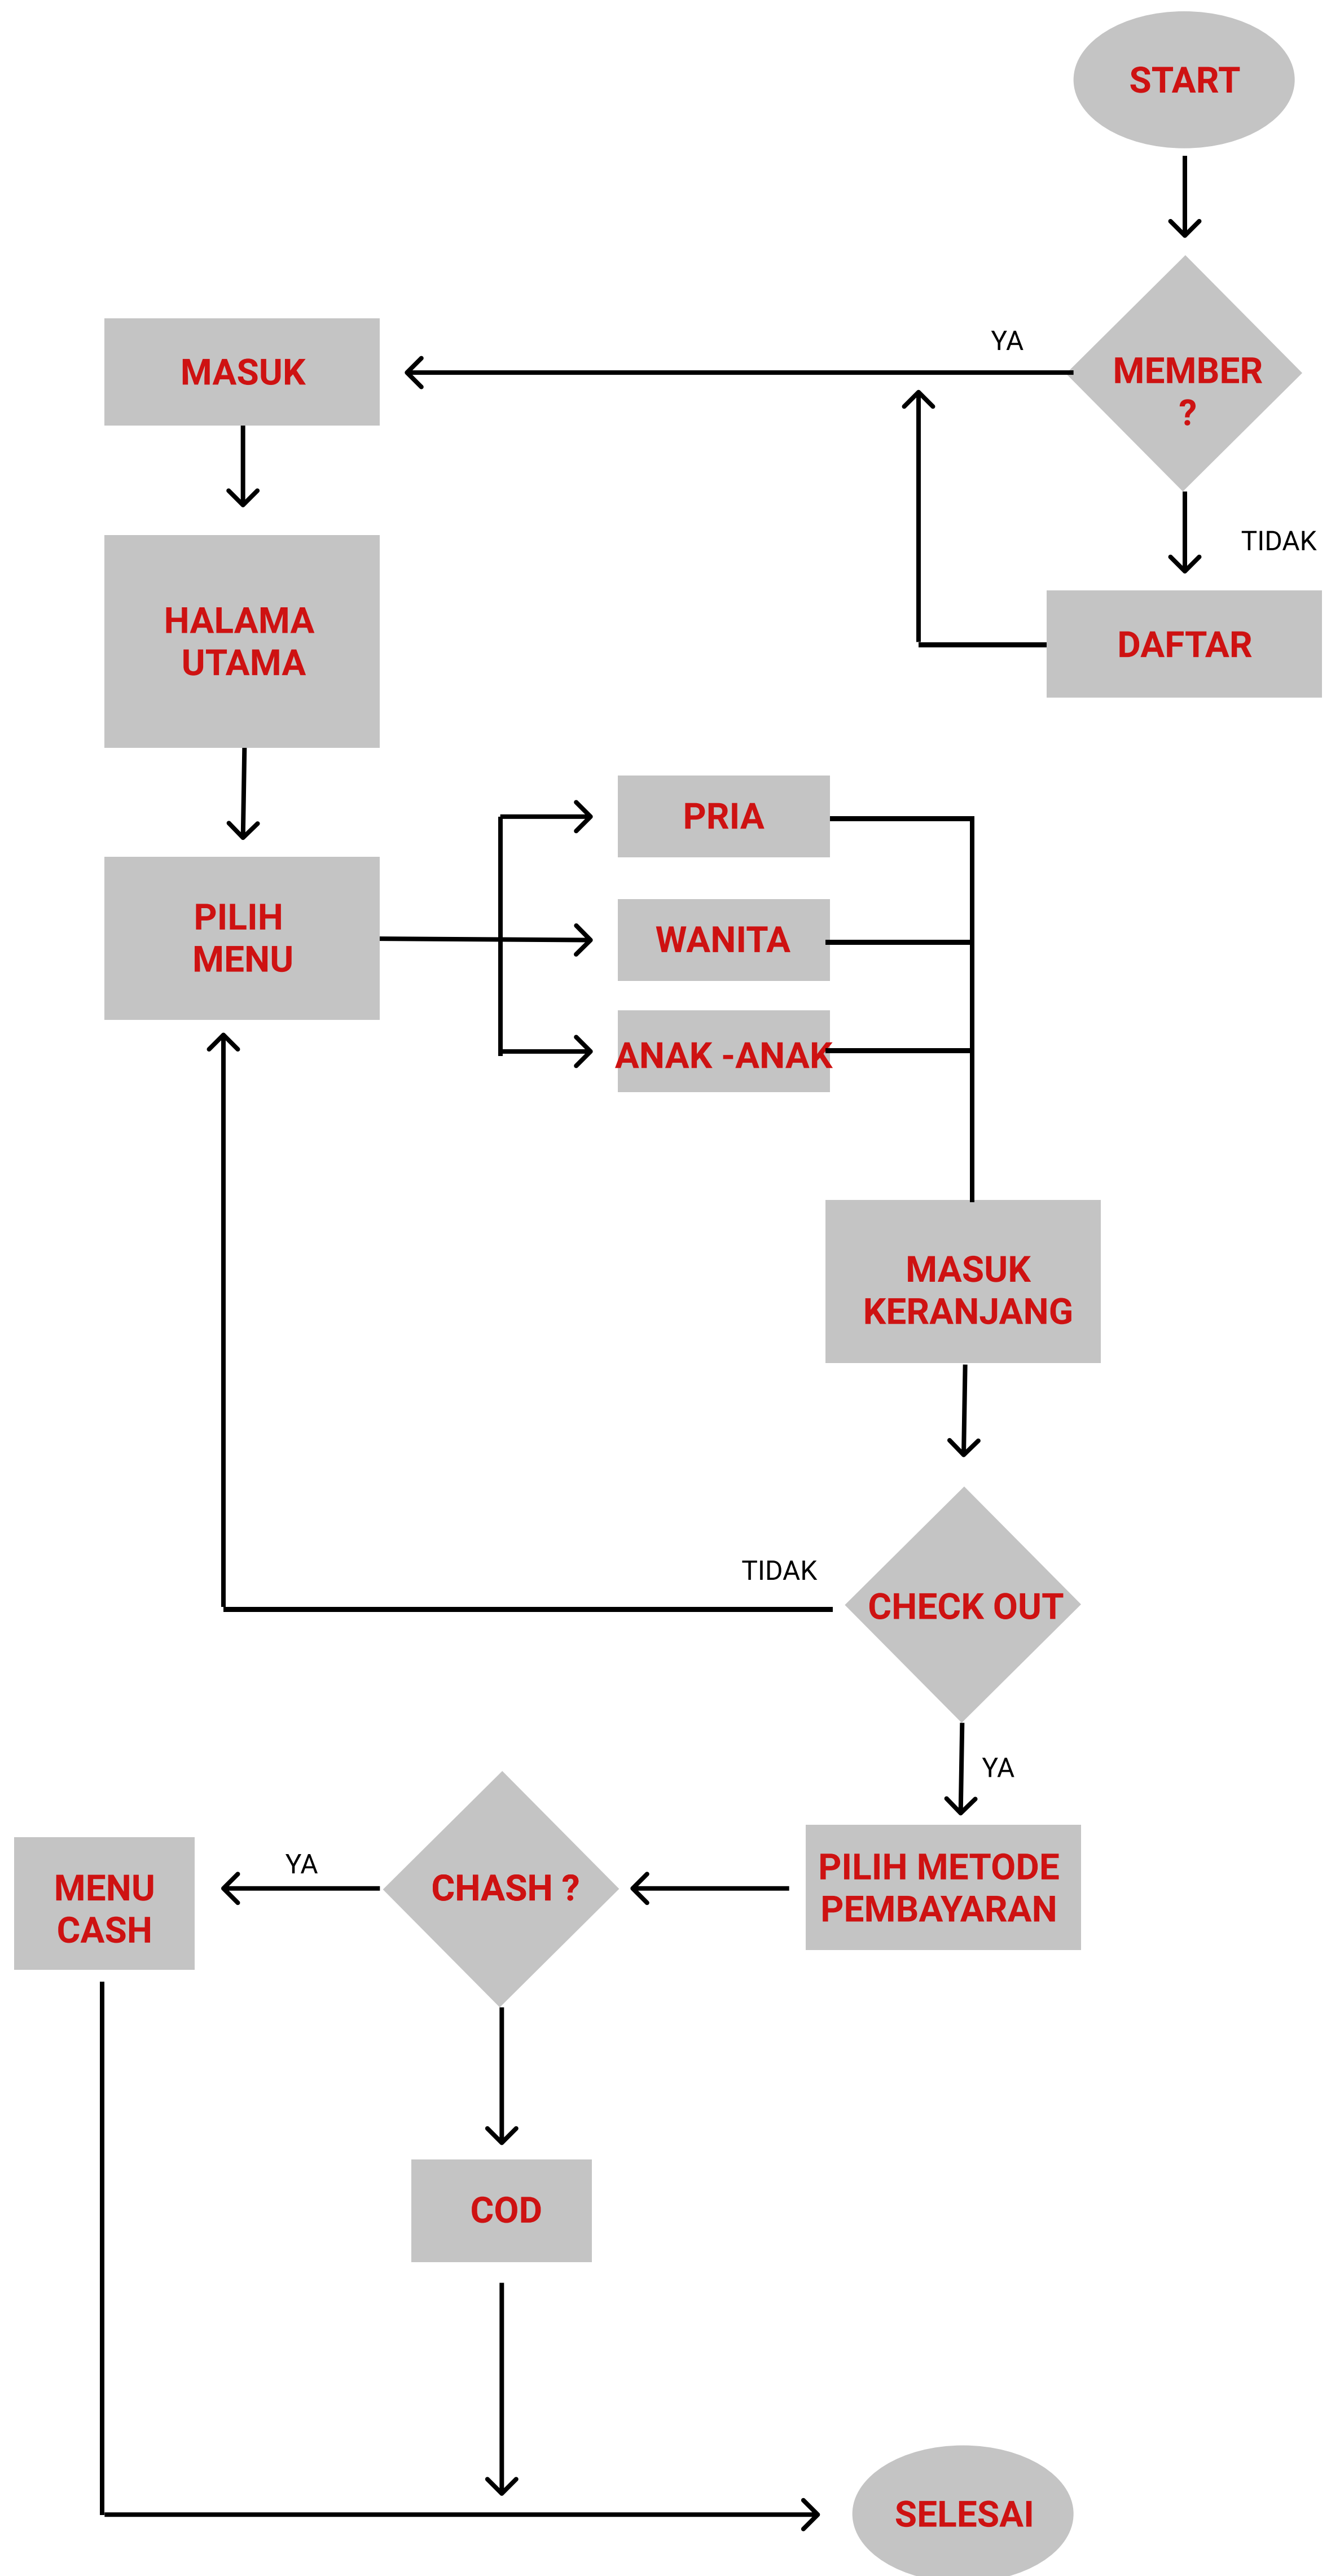 START
YA
MASUK
MEMBER
?
TIDAK
HALAMA
UTAMA
DAFTAR
PRIA
PILIH
MENU
WANITA
ANAK -ANAK
MASUK
KERANJANG
TIDAK
CHECK OUT
YA
PILIH METODE
PEMBAYARAN
CHASH ?
YA
MENU
CASH
COD
SELESAI